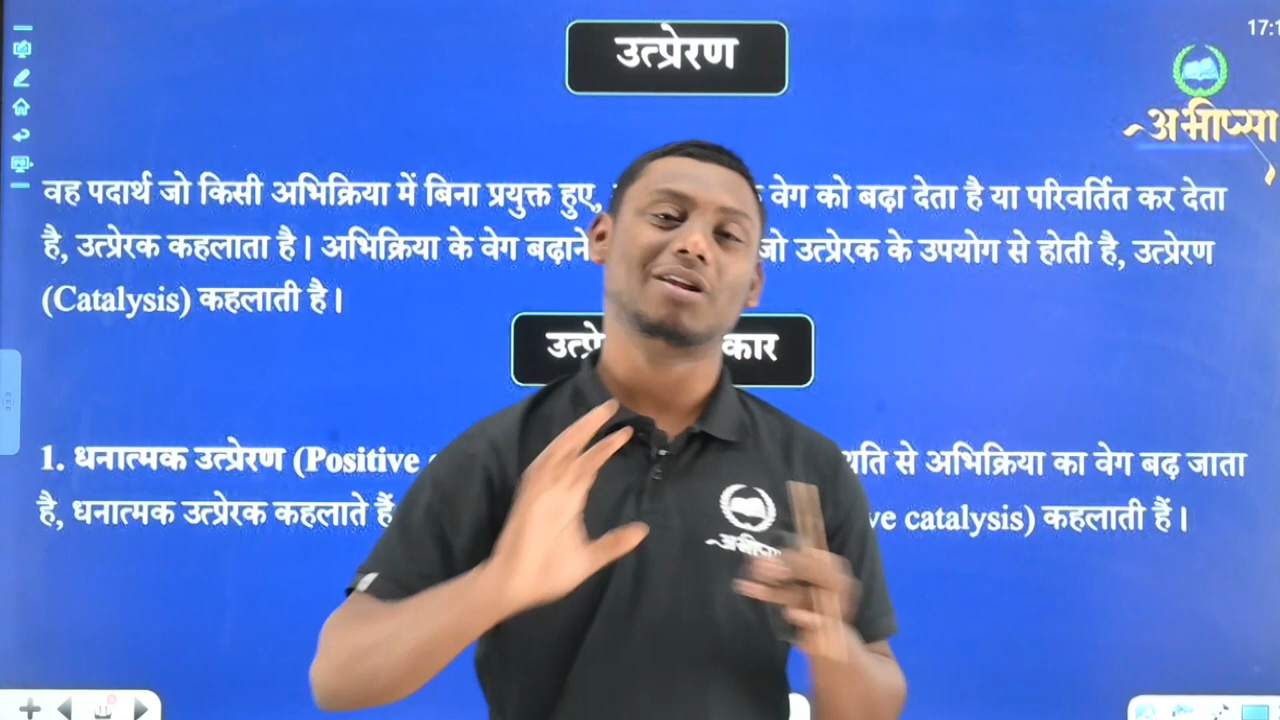 उत्प्रेरण
17:1
अभीप्सा
वह पदार्थ जो किसी अभिक्रिया में बिना प्रयुक्त हुए, वेग को बढ़ा देता है या परिवर्तित कर देता
है, उत्प्रेरक कहलाता है। अभिक्रिया के वेग बढ़ाने जो उत्प्रेरक के उपयोग से होती है, उत्प्रेरण
(Catalysis) कहलाती है।
1. धनात्मक उत्प्रेरण (Positive से अभिक्रिया का वेग बढ़ जाता
है, धनात्मक उत्प्रेरक कहलाते हैं catalysis) कहलाती हैं।
अभीप्सा
11